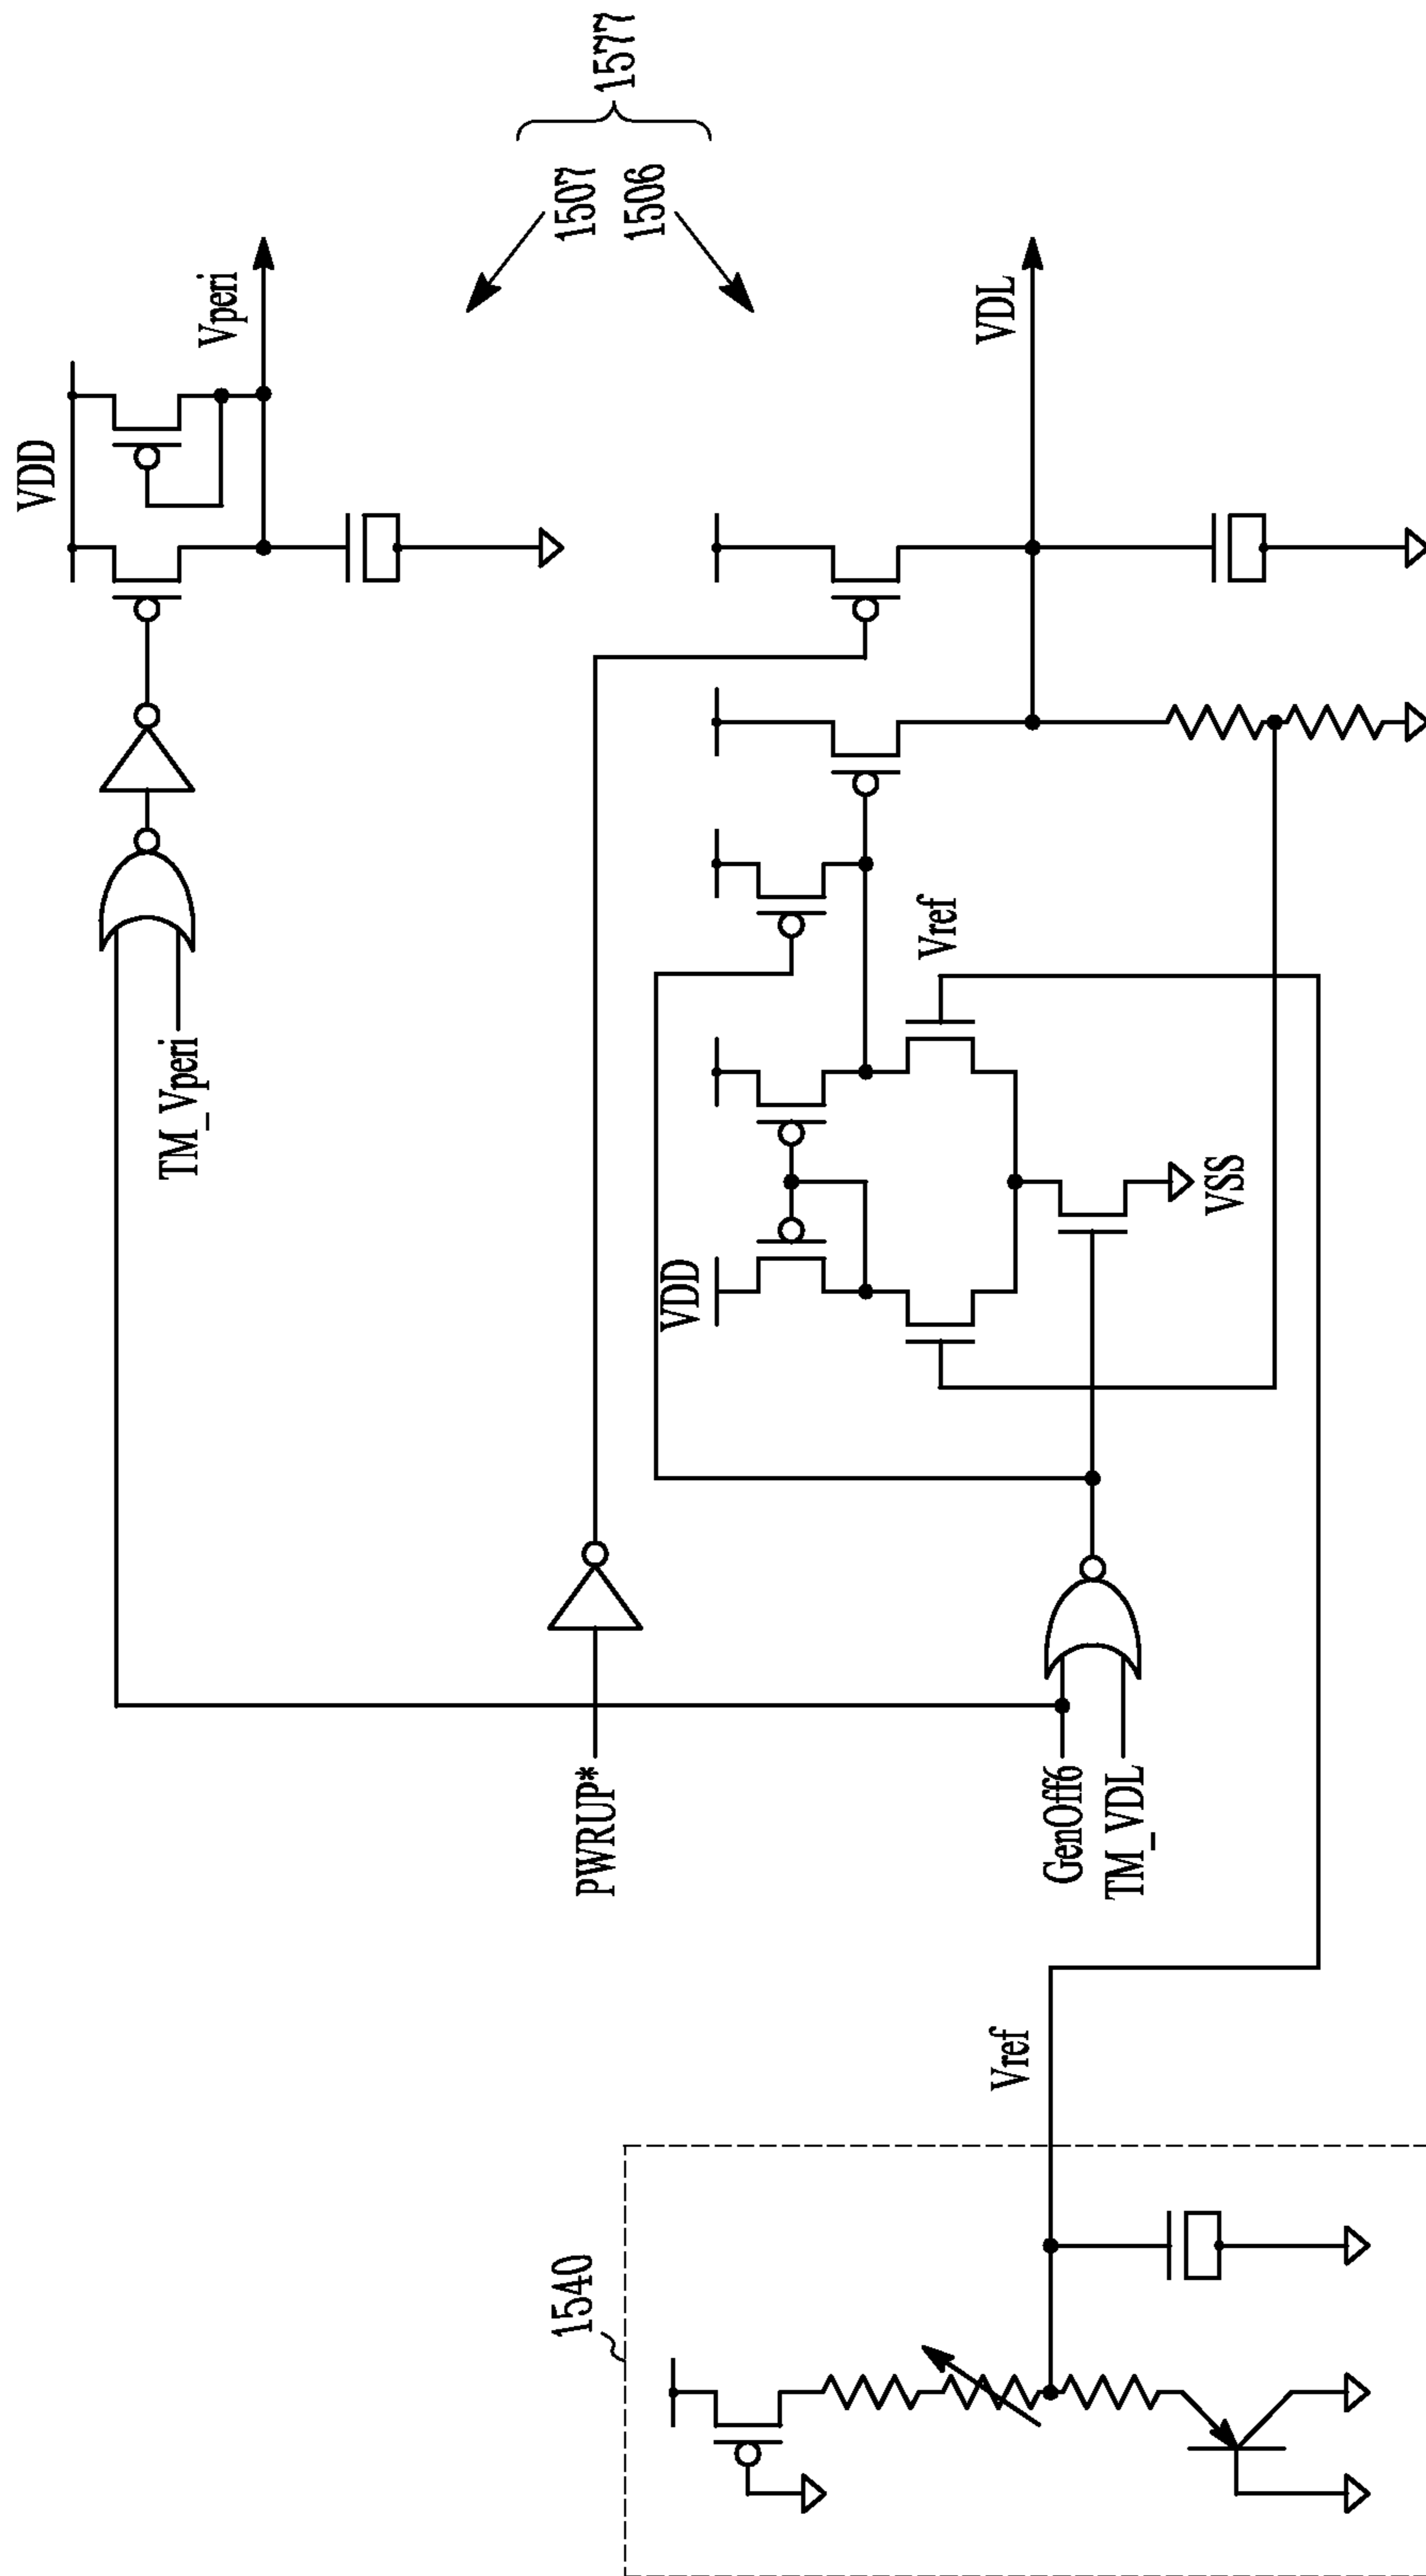 1577
1507
1506
Vperi
VDD
VDL
TM_Vperi
Vref
VDD
VSS
PWRUP*
GenOff6
TM_VDL
Vref
1540